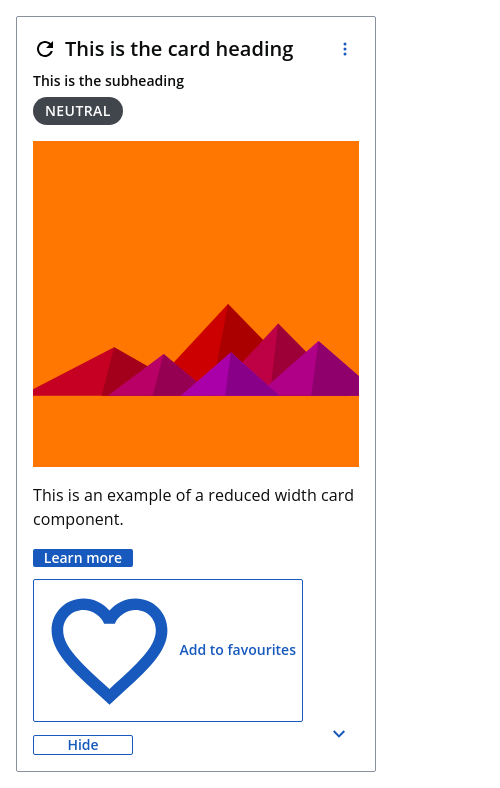 This is the card heading
This is the subheading
NEUTRAL
This is an example of a reduced width card
component.
Learn more
Add to favourites
Hide